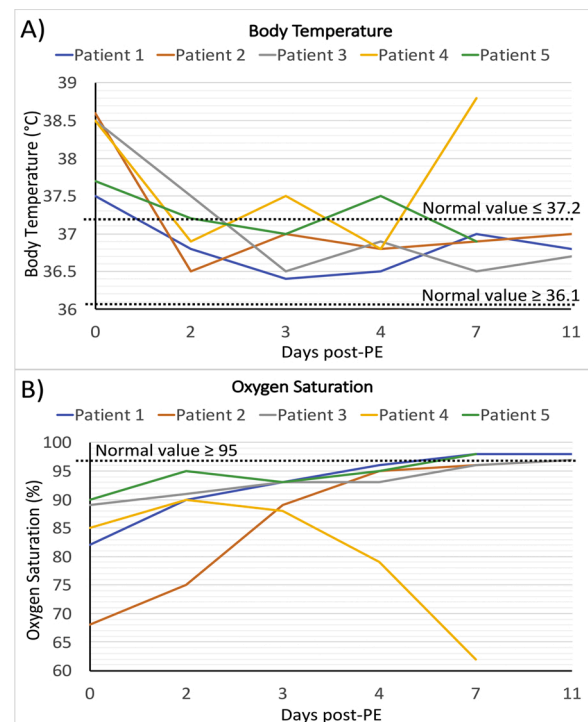 A)
Body Temperature
Patient 1 Patient 2 Patient 3 Patient 4 Patient 5
39
38.5
38
37.5
37
36.5
36
Body Temperature (°C)
Normal value ≤ 37.2
Normal value ≥ 36.1
0 2 3 4 7 11
Days post-PE
B)
Oxygen Saturation
Patient 1 Patient 2 Patient 3 Patient 4 Patient 5
100
95
90
85
80
75
70
65
60
Oxygen Saturation (%)
Normal value ≥ 95
0 2 3 4 7 11
Days post-PE